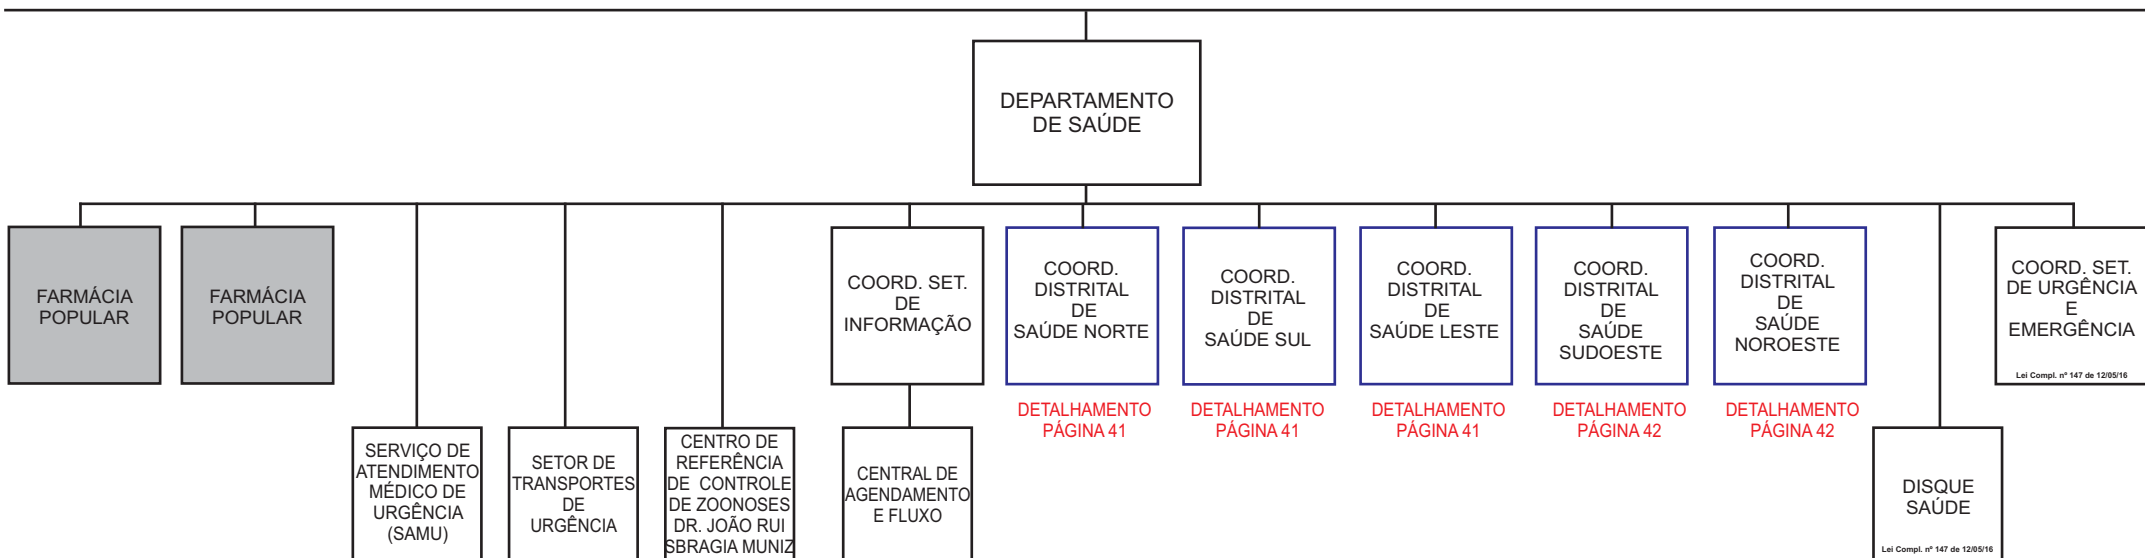 DEPARTAMENTO
DE SAÚDE
FARMÁCIA
POPULAR
FARMÁCIA
POPULAR
COORD. SET.
DE
INFORMAÇÃO
COORD.
DISTRITAL
DE
SAÚDE NORTE
COORD.
DISTRITAL
DE
SAÚDE SUL
COORD.
DISTRITAL
DE
SAÚDE LESTE
COORD.
DISTRITAL
DE
SAÚDE
SUDOESTE
COORD.
DISTRITAL
DE
SAÚDE
NOROESTE
COORD. SET.
DE URGÊNCIA
E
EMERGÊNCIA
Lei Compl. nº 147 de 12/05/16
DETALHAMENTO
PÁGINA 41
DETALHAMENTO
PÁGINA 41
DETALHAMENTO
PÁGINA 41
DETALHAMENTO
PÁGINA 42
DETALHAMENTO
PÁGINA 42
SERVIÇO DE
ATENDIMENTO
MÉDICO DE
URGÊNCIA
(SAMU)
SETOR DE
TRANSPORTES
DE
URGÊNCIA
CENTRO DE
REFERÊNCIA
DE CONTROLE
DE ZOONOSES
DR. JOÃO RUI
SBRAGIA MUNIZ
CENTRAL DE
AGENDAMENTO
E FLUXO
DISQUE
SAÚDE
Lei Compl. nº 147 de 12/05/16